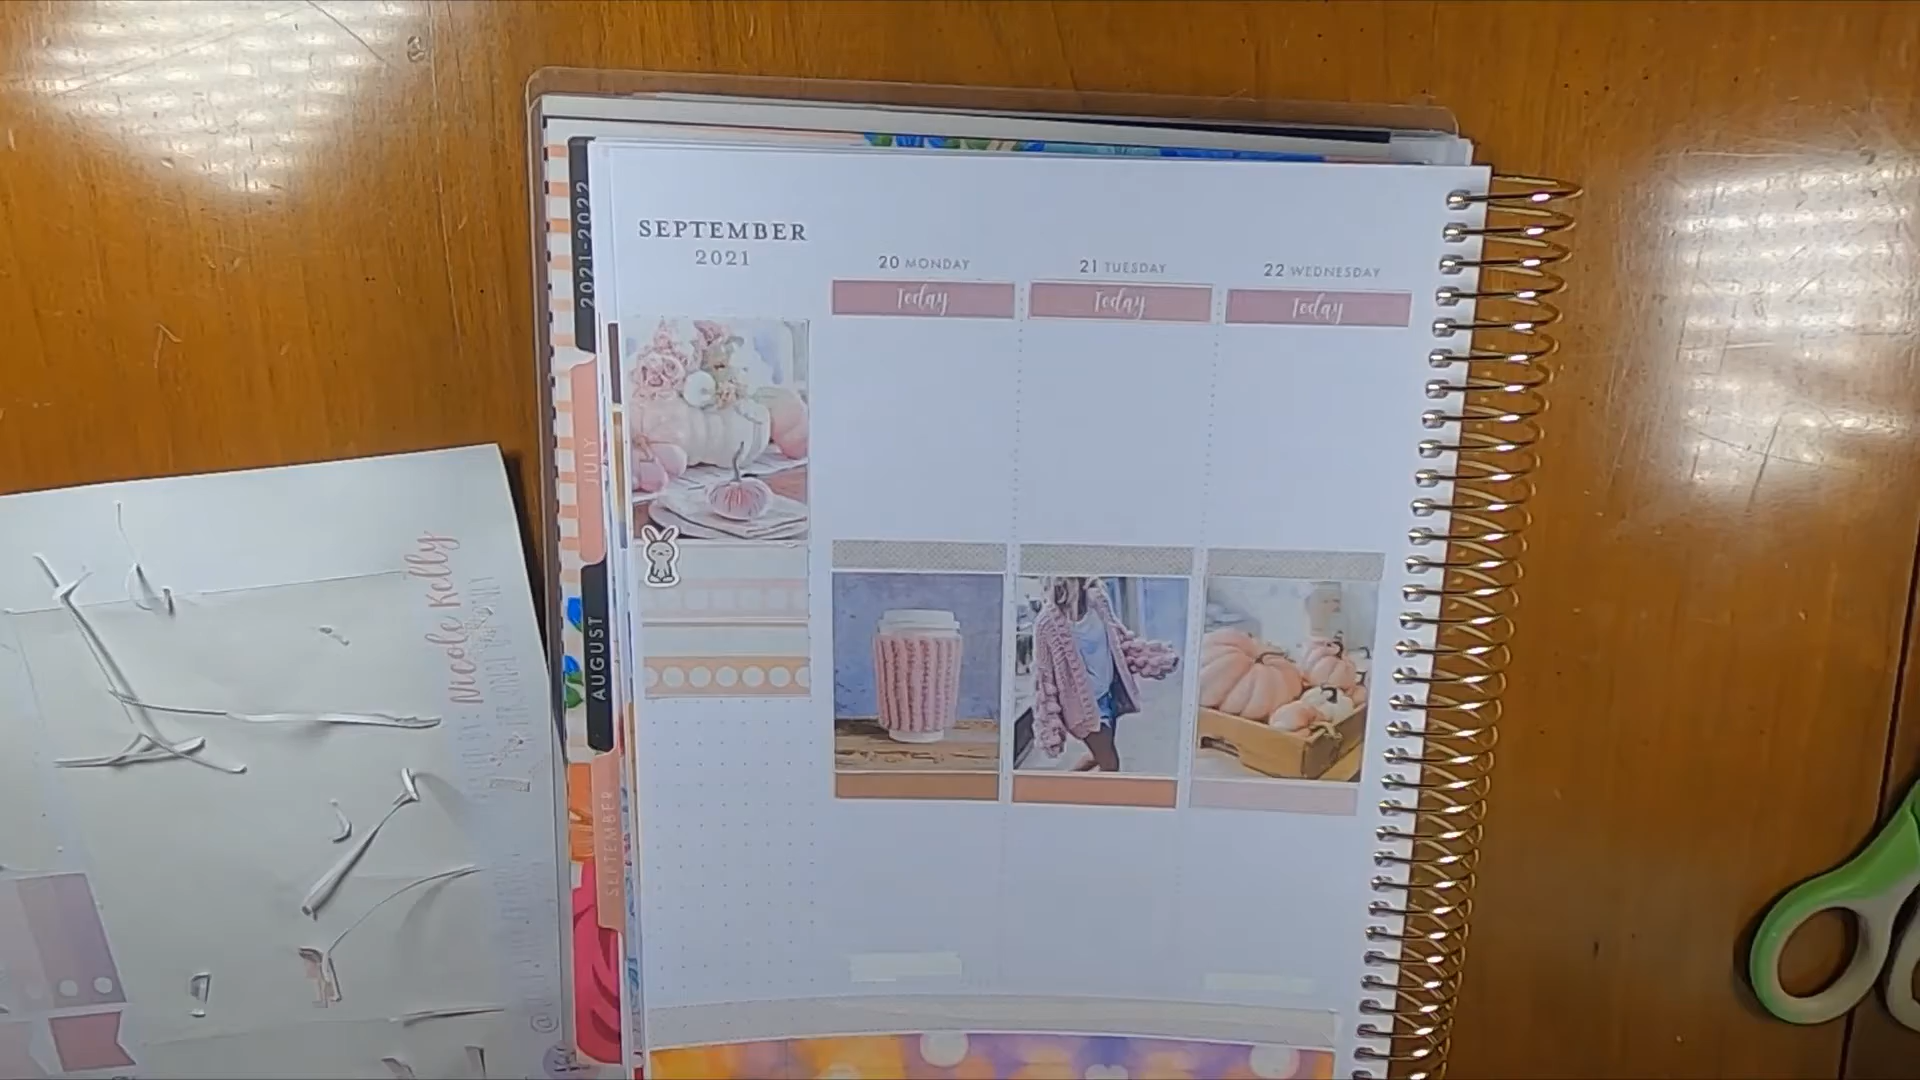 SEPTEMBER
2021
20 MONDAY
21 TUESDAY
22 WEDNESDAY
Today
Today
Today
2021-2022
JULY
AUGUST
SEPTEMBER
Nicole Kelly